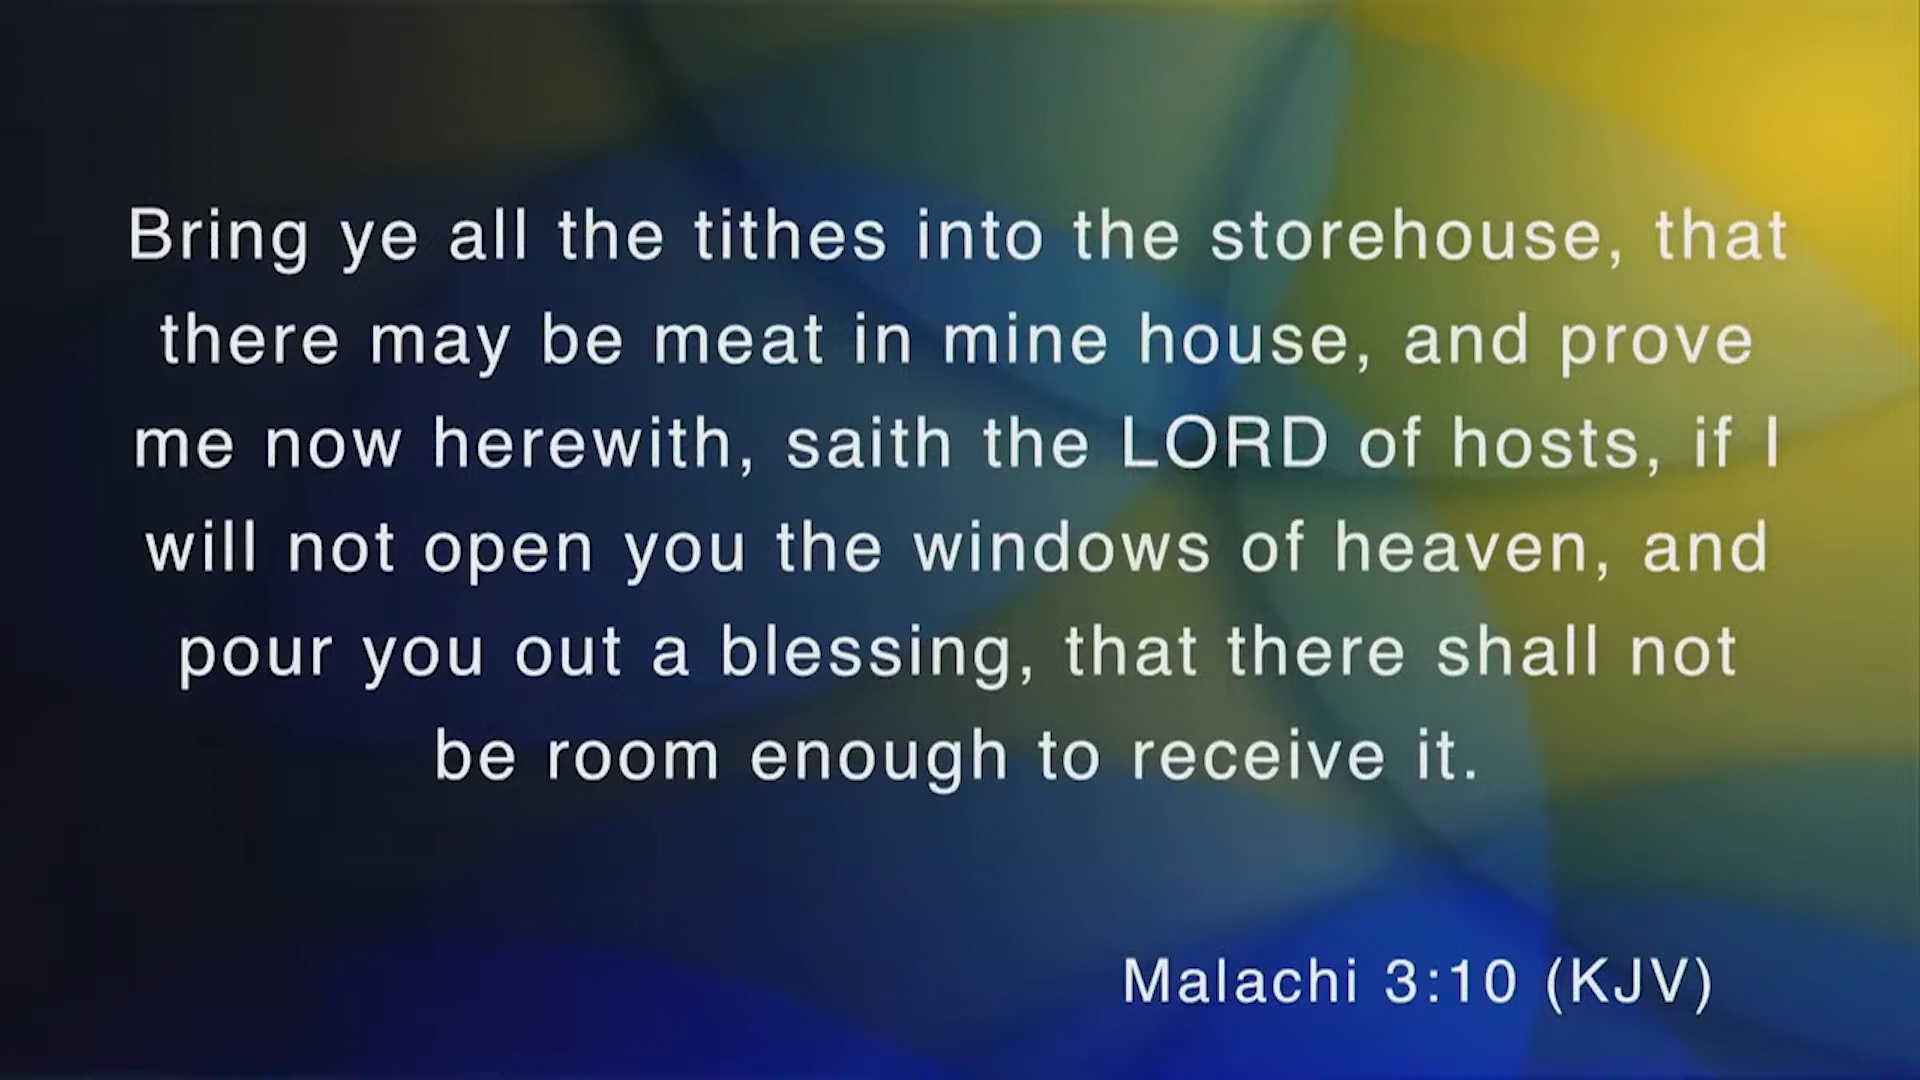 Bring ye all the tithes into the storehouse, that
there may be meat in mine house, and prove
me now herewith, saith the LORD of hosts, if I
will not open you the windows of heaven, and
pour you out a blessing, that there shall not
be room enough to receive it.
Malachi 3:10 (KJV)